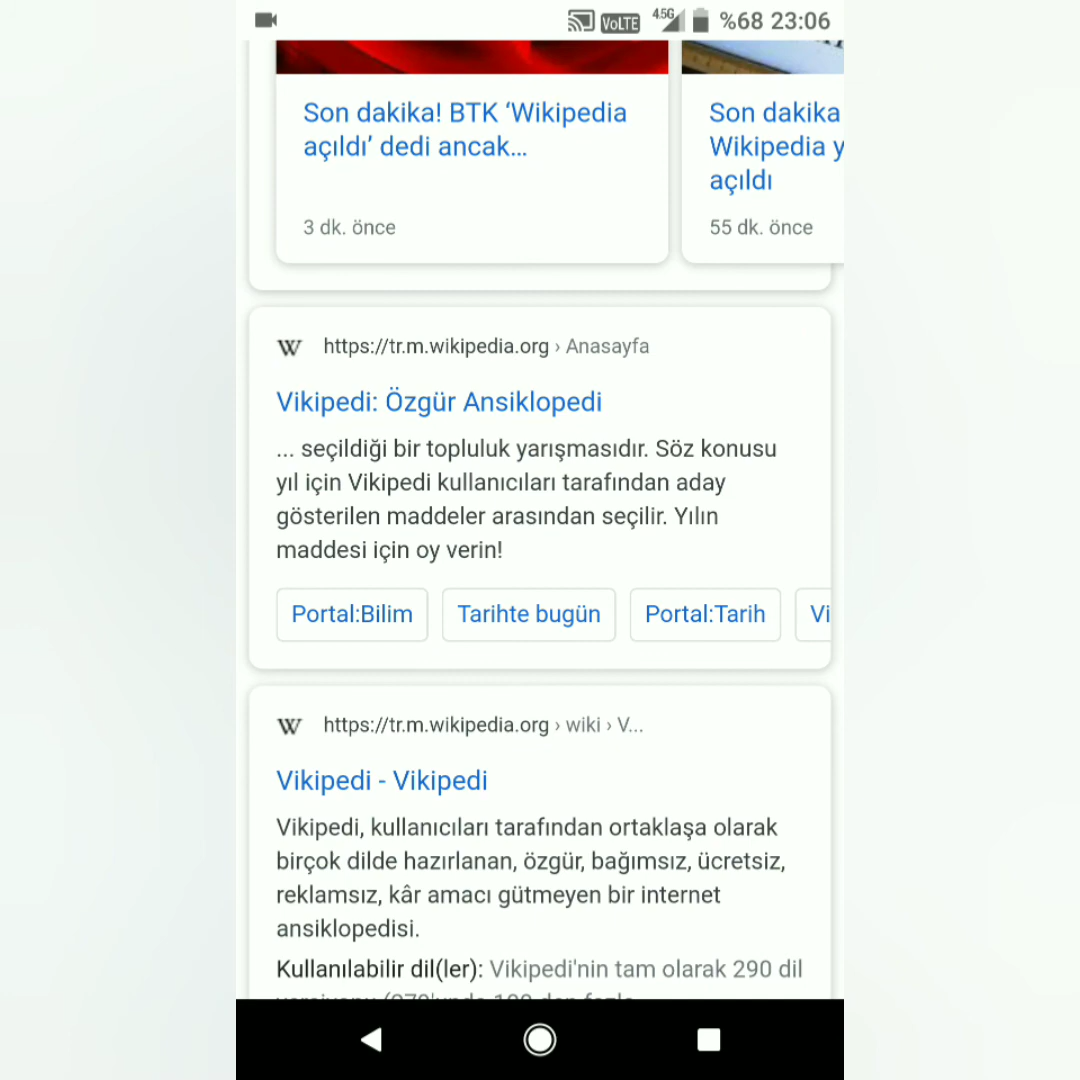 VoLTE 4.5G %68 23:06
Son dakika! BTK ‘Wikipedia
açıldı’ dedi ancak...
3 dk. önce
Son dakika
Wikipedia y
açıldı
55 dk. önce
W https://tr.m.wikipedia.org › Anasayfa
Vikipedi: Özgür Ansiklopedi
... seçildiği bir topluluk yarışmasıdır. Söz konusu
yıl için Vikipedi kullanıcıları tarafından aday
gösterilen maddeler arasından seçilir. Yılın
maddesi için oy verin!
Portal:Bilim Tarihte bugün Portal:Tarih Vi
W https://tr.m.wikipedia.org › wiki › V...
Vikipedi - Vikipedi
Vikipedi, kullanıcıları tarafından ortaklaşa olarak
birçok dilde hazırlanan, özgür, bağımsız, ücretsiz,
reklamsız, kâr amacı gütmeyen bir internet
ansiklopedisi.
Kullanılabilir dil(ler): Vikipedi'nin tam olarak 290 dil